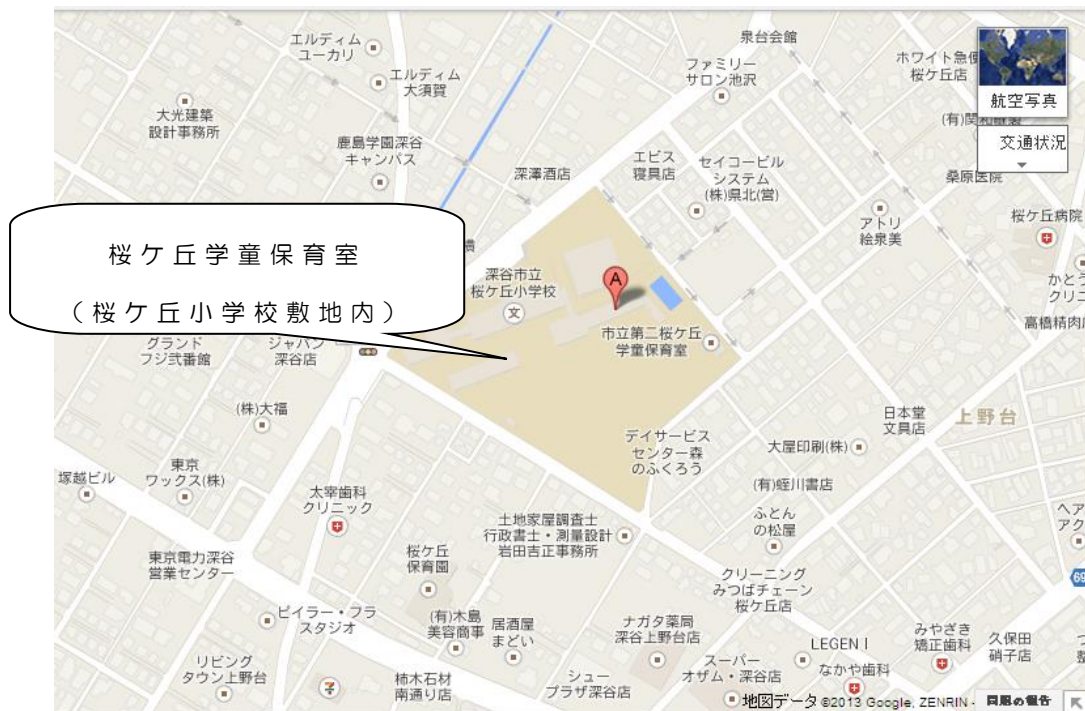 エルディム
ユーカリ
エルディム
大須賀
大光建築
設計事務所
鹿島学園深谷
キャンパス
深澤酒店
泉台会館
ファミリー
サロン池沢
ホワイト急便
桜ケ丘店
航空写真
交通状況
エビス
寝具店
セイコービル
システム
(株)県北(営)
桑原医院
アトリ
絵泉美
桜ケ丘病院
かとう
クリニ
高橋精肉店
桜ケ丘学童保育室
(桜ケ丘小学校敷地内)
深谷市立
桜ケ丘小学校
文
A
市立第二桜ケ丘
学童保育室
グランド
フジ弐番館
ジャパン
深谷店
(株)大福
デイサービス
センター森
のふくろう
日本堂
文具店
上野台
大屋印刷(株)
(有)蛭川書店
塚越ビル
東京
ワックス(株)
太宰歯科
クリニック
土地家屋調査士
行政書士・測量設計
岩田吉正事務所
ふとん
の松屋
ヘア
アク
東京電力深谷
営業センター
桜ケ丘
保育園
クリーニング
みつばチェーン
桜ケ丘店
69
ビイラー・フラ
スタジオ
(有)木島
美容商事
居酒屋
まどい
ナガタ薬局
深谷上野台店
LEGEN I
みやざき
矯正歯科
久保田
硝子店
リビング
タウン上野台
7
柿木石材
南通り店
シュー
プラザ深谷店
スーパー
オザム・深谷店
なかや歯科
地図データ ©2013 Google, ZENRIN -
問題の報告